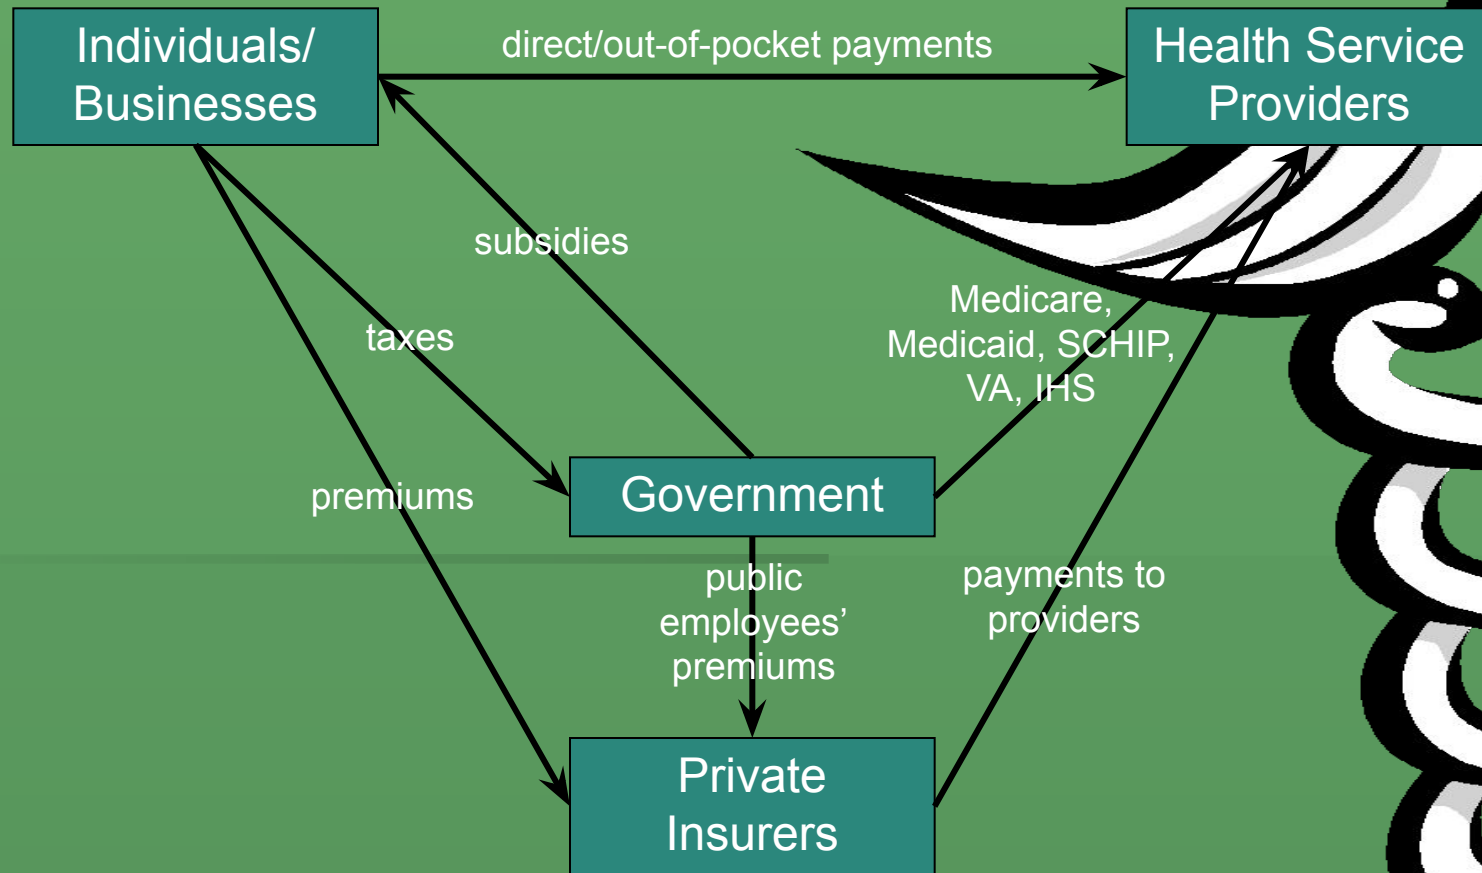 Individuals/
Businesses
direct/out-of-pocket payments
Health Service
Providers
subsidies
taxes
Medicare,
Medicaid, SCHIP,
VA, IHS
premiums
Government
public
employees’
premiums
payments to
providers
Private
Insurers